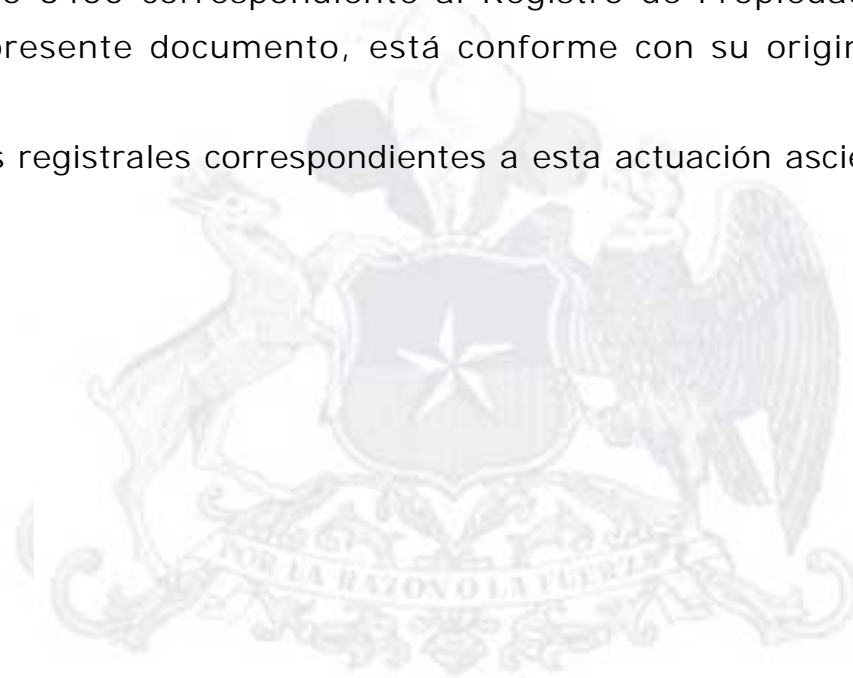 correspondiente al Registro de
presente documento, está conforme con su
registrales correspondientes a esta actuación
POR LA RAZON O LA FUERZA